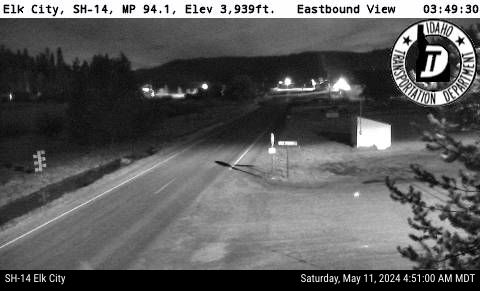 Elk City, SH-14, MP 94.1, Elev 3,939ft. Eastbound View 03:49:30
IDAHO
TRANSPORTATION DEPARTMENT
SH-14 Elk City Saturday, May 11, 2024 4:51:00 AM MDT